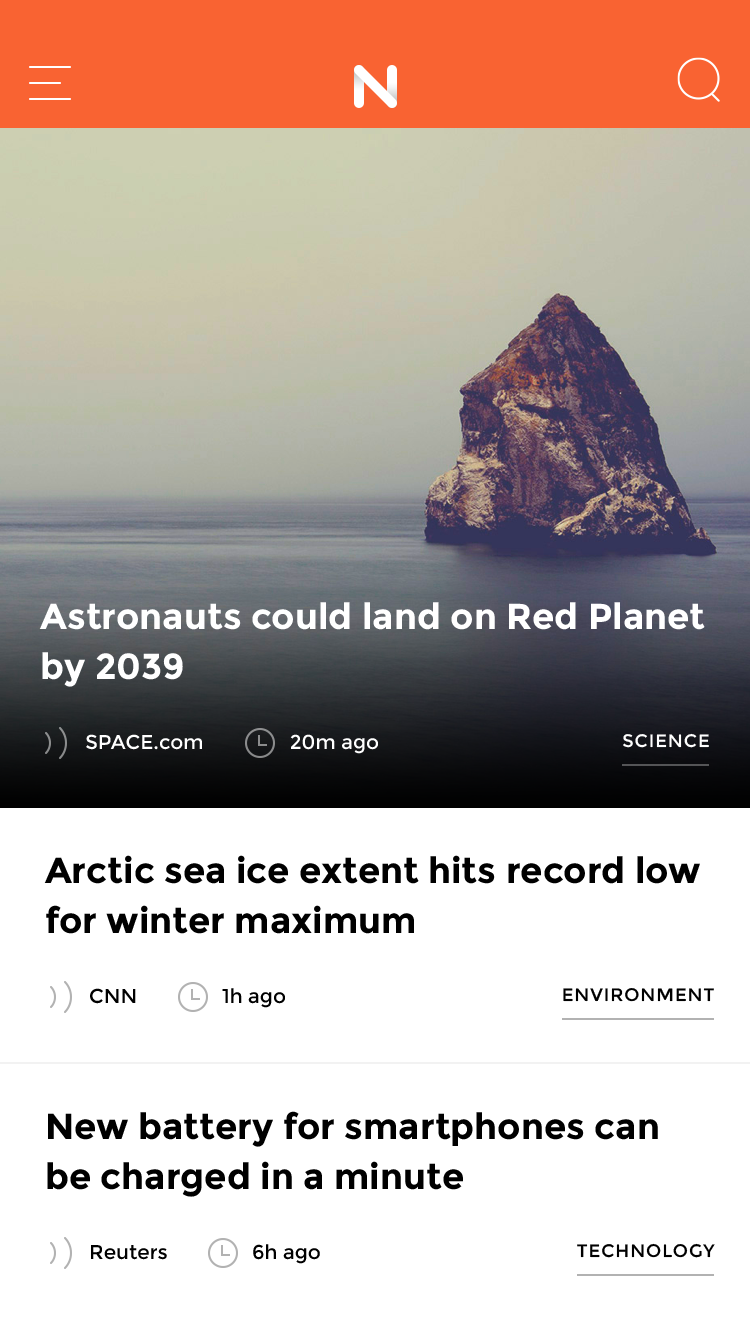 N
Astronauts could land on Red Planet
by 2039
SPACE.com 20m ago SCIENCE
Arctic sea ice extent hits record low
for winter maximum
CNN 1h ago ENVIRONMENT
New battery for smartphones can
be charged in a minute
Reuters 6h ago TECHNOLOGY